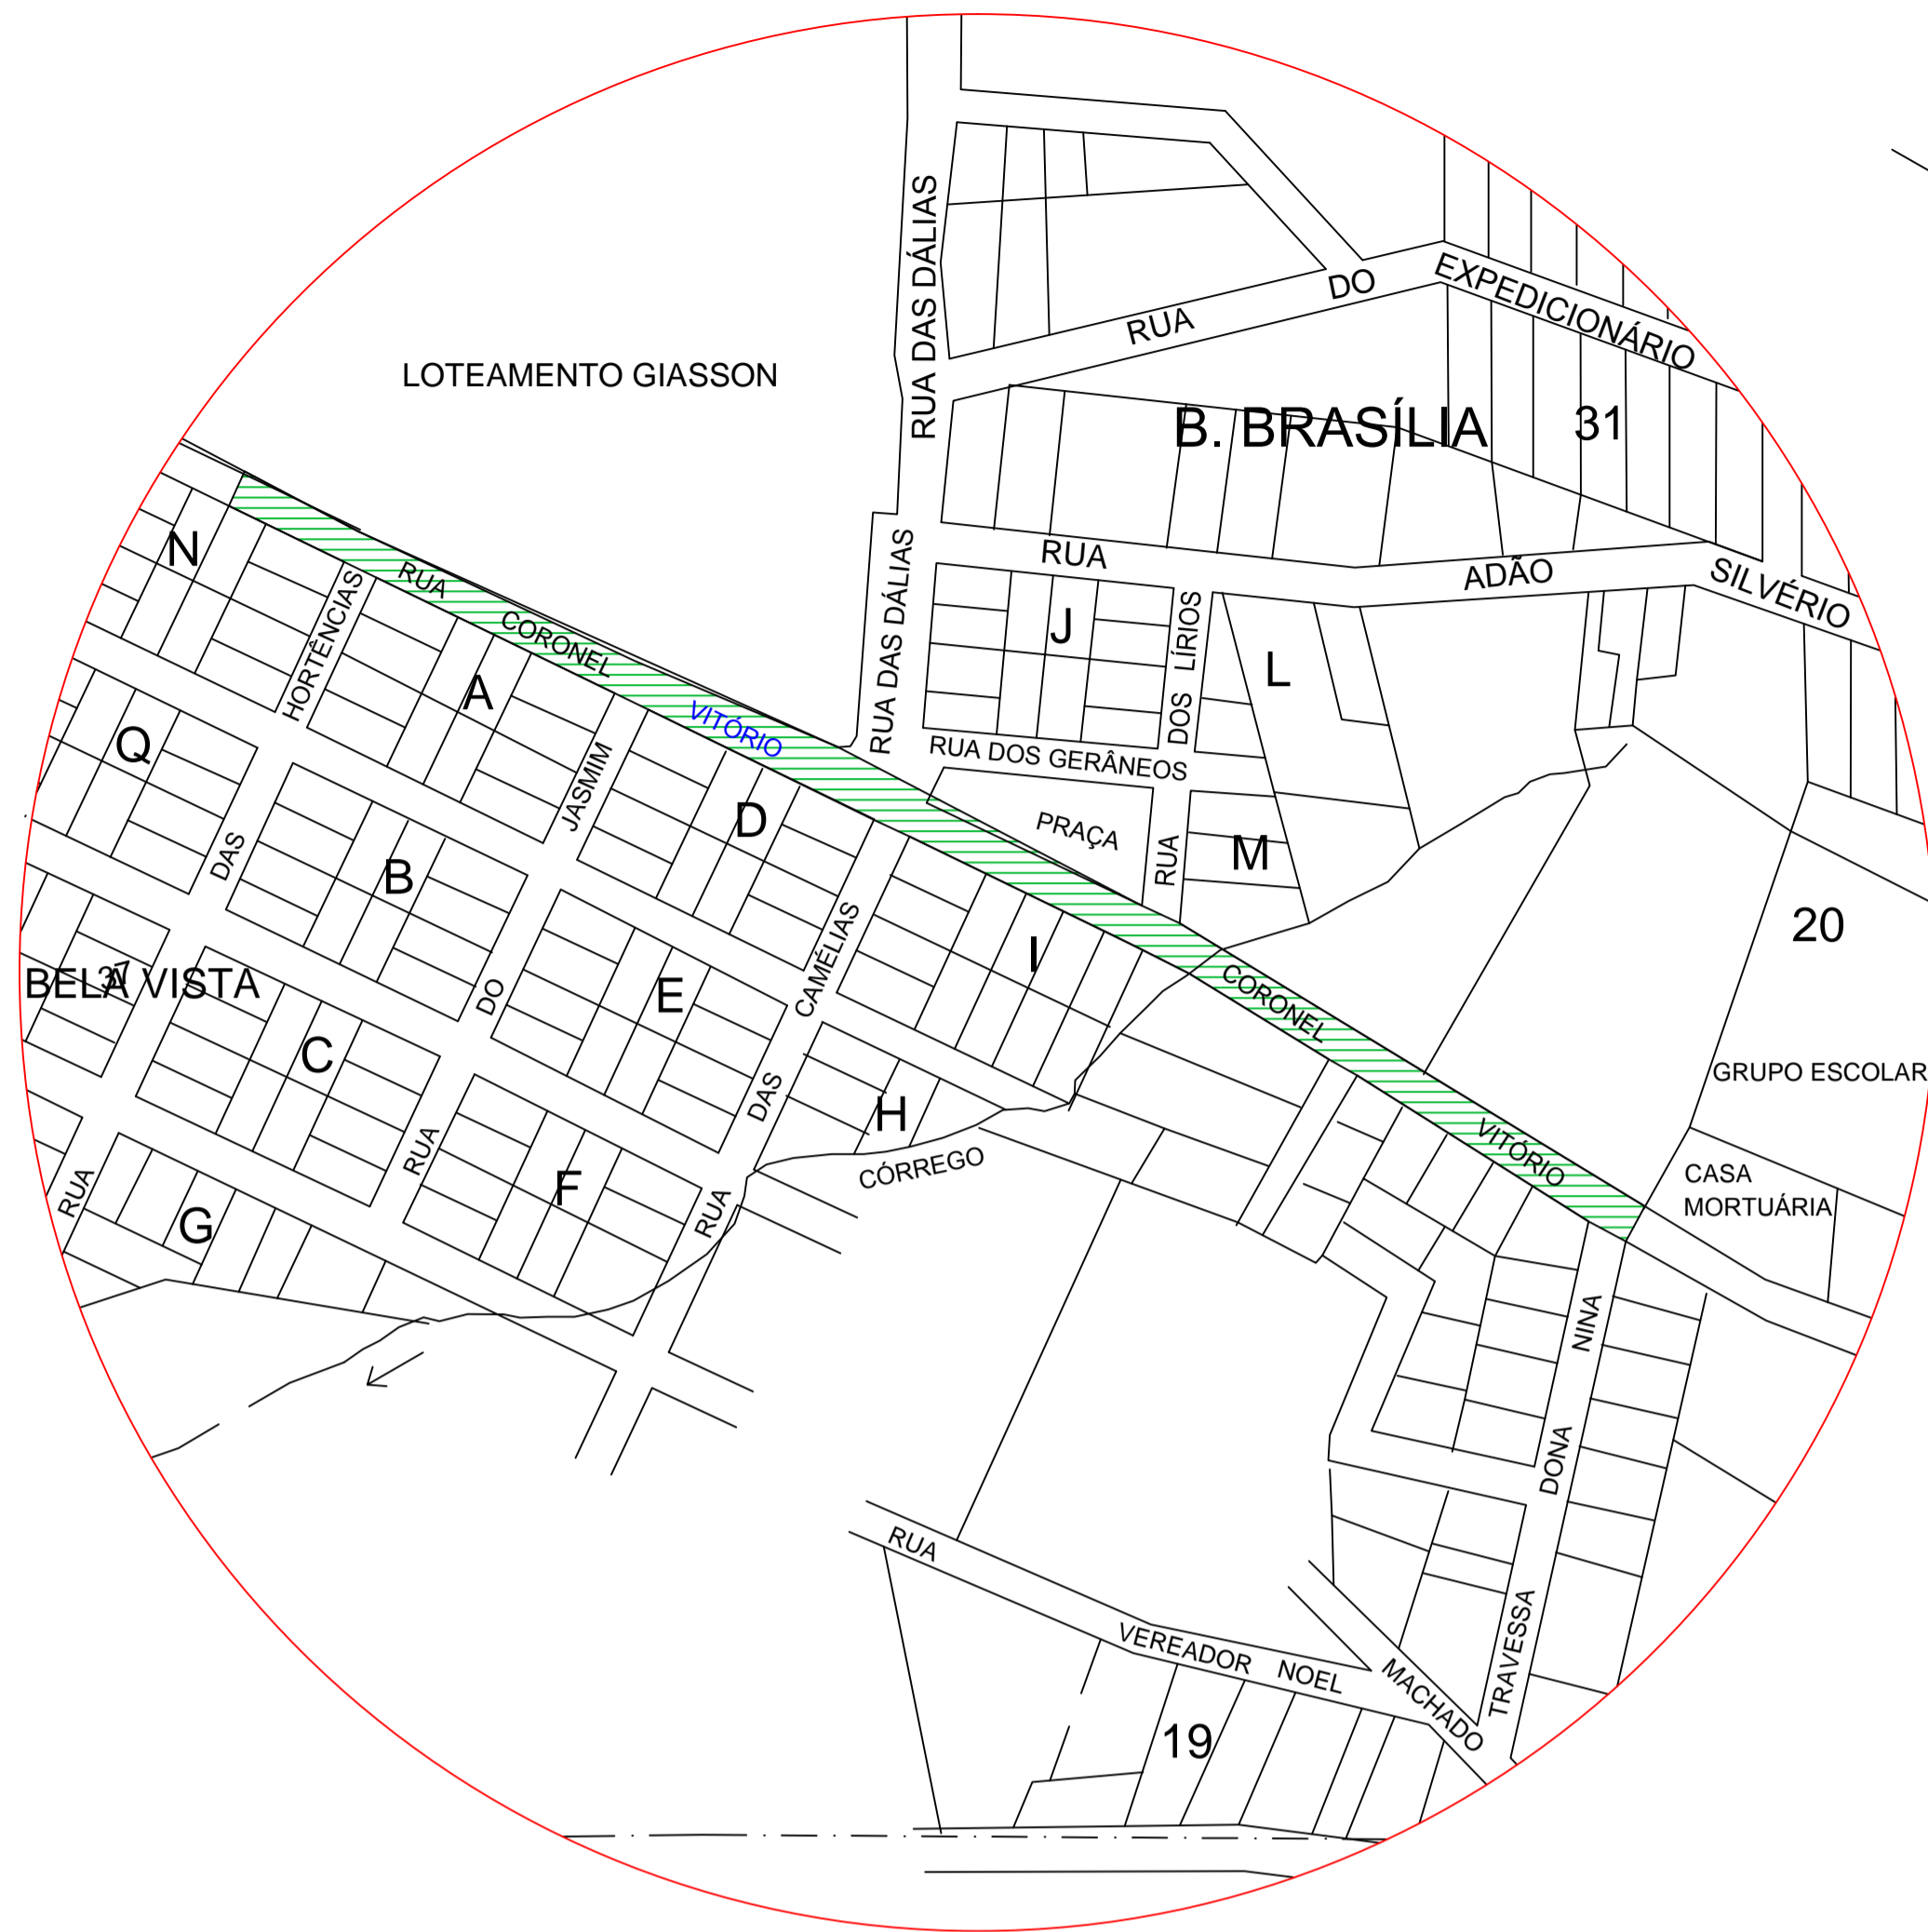 RUA DAS DÁLIAS
RUA DO EXPEDICIONÁRIO
LOTEAMENTO GIASSON
B. BRASÍLIA
31
RUA ADÃO SILVÉRIO
RUA DAS DÁLIAS
N
HORTÊNCIAS
RUA CORONEL VITÓRIO
J
DOS LÍRIOS
L
A
Q
JASMIM
RUA DOS GERÂNEOS
D
PRAÇA
RUA
M
DAS
B
20
CAMÉLIAS
I
BELA VISTA
37
DO
E
CORONEL
C
GRUPO ESCOLAR
DAS
H
CÓRREGO
VITÓRIO
CASA
MORTUÁRIA
RUA
RUA
F
RUA
G
NINA
DONA
TRAVESSA
RUA VEREADOR NOEL MACHADO
19